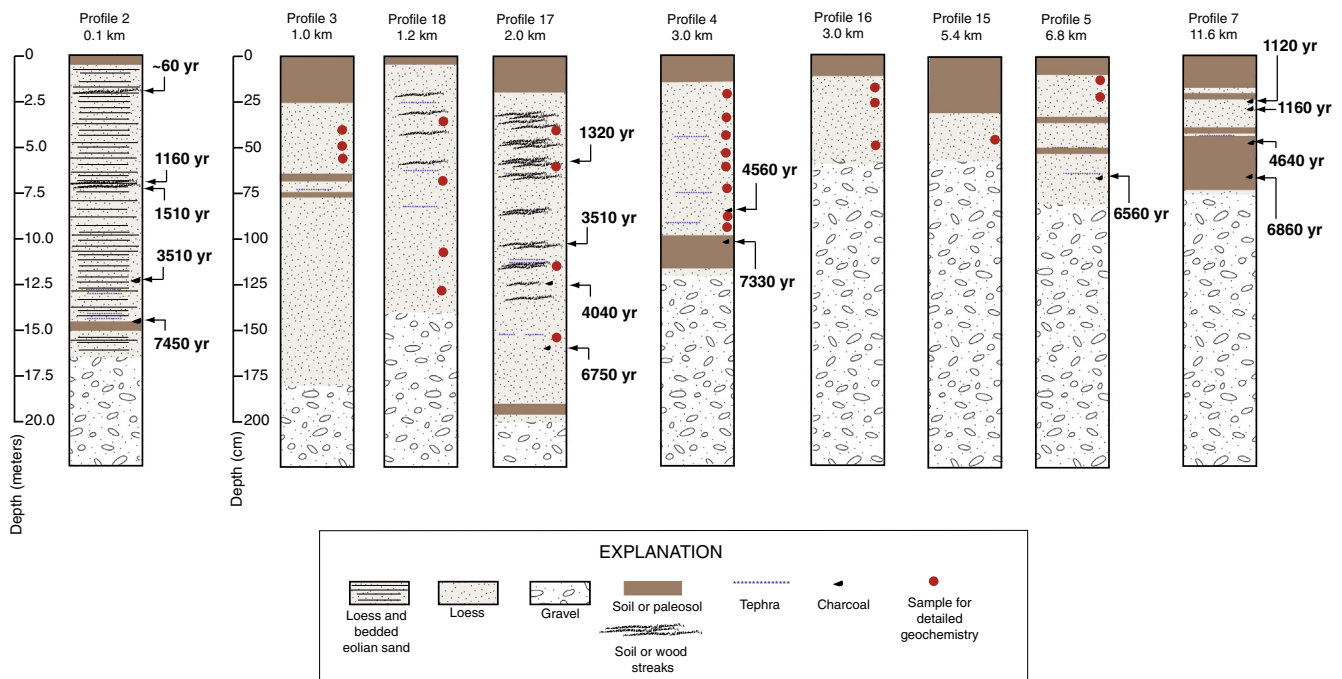 Profile 2
0.1 km
Profile 3
1.0 km
Profile 18
1.2 km
Profile 17
2.0 km
Profile 4
3.0 km
Profile 16
3.0 km
Profile 15
5.4 km
Profile 5
6.8 km
Profile 7
11.6 km
0
2.5
5.0
7.5
10.0
12.5
15.0
17.5
20.0
Depth (meters)
~60 yr
1160 yr
1510 yr
3510 yr
7450 yr
0
25
50
75
100
125
150
175
200
Depth (cm)
1320 yr
3510 yr
4040 yr
6750 yr
4560 yr
7330 yr
6560 yr
1120 yr
1160 yr
4640 yr
6860 yr
EXPLANATION
Loess and
bedded
eolian sand
Loess
Gravel
Soil or paleosol
Soil or wood
streaks
Tephra
Charcoal
Sample for
detailed
geochemistry